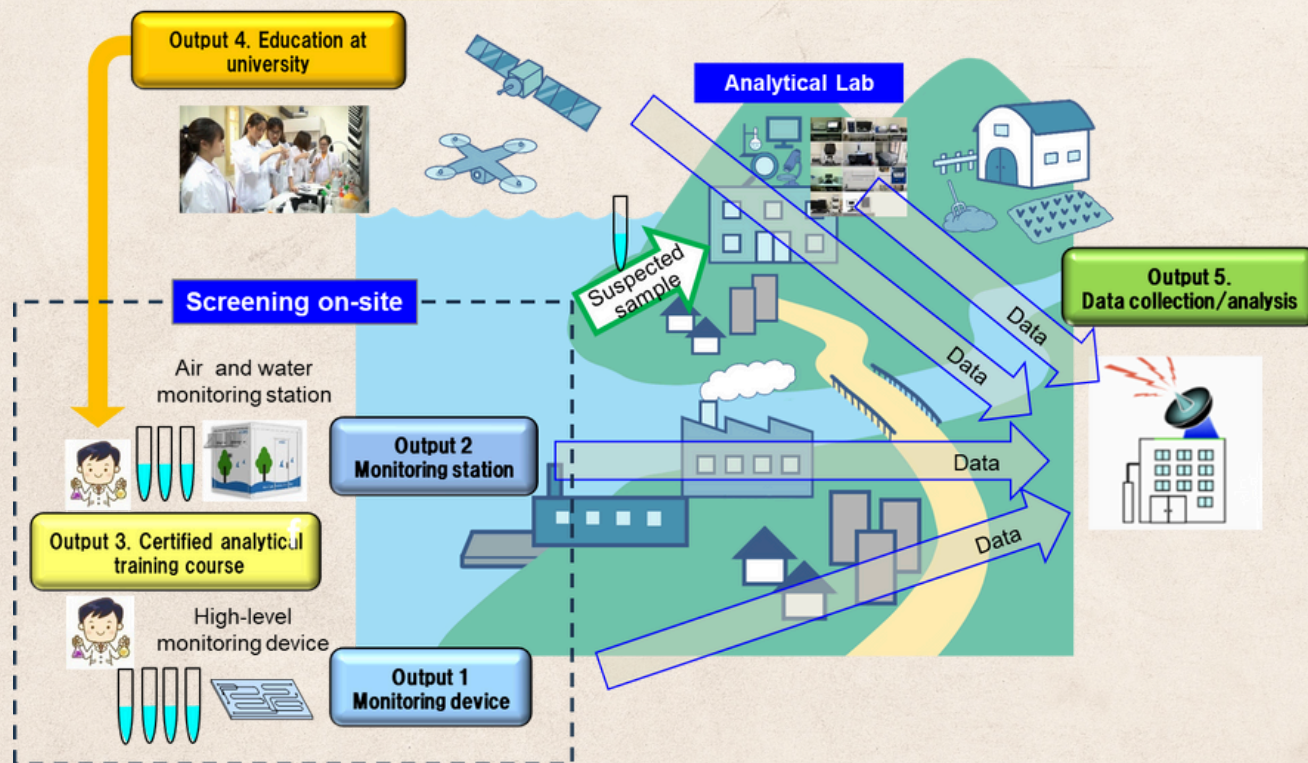 Output 4. Education at
university
Analytical Lab
Suspected
sample
Output 5.
Data collection/analysis
Screening on-site
Data
Data
Air and water
monitoring station
Output 2
Monitoring station
Data
Output 3. Certified analytical
training course
f
Data
High-level
monitoring device
Output 1
Monitoring device